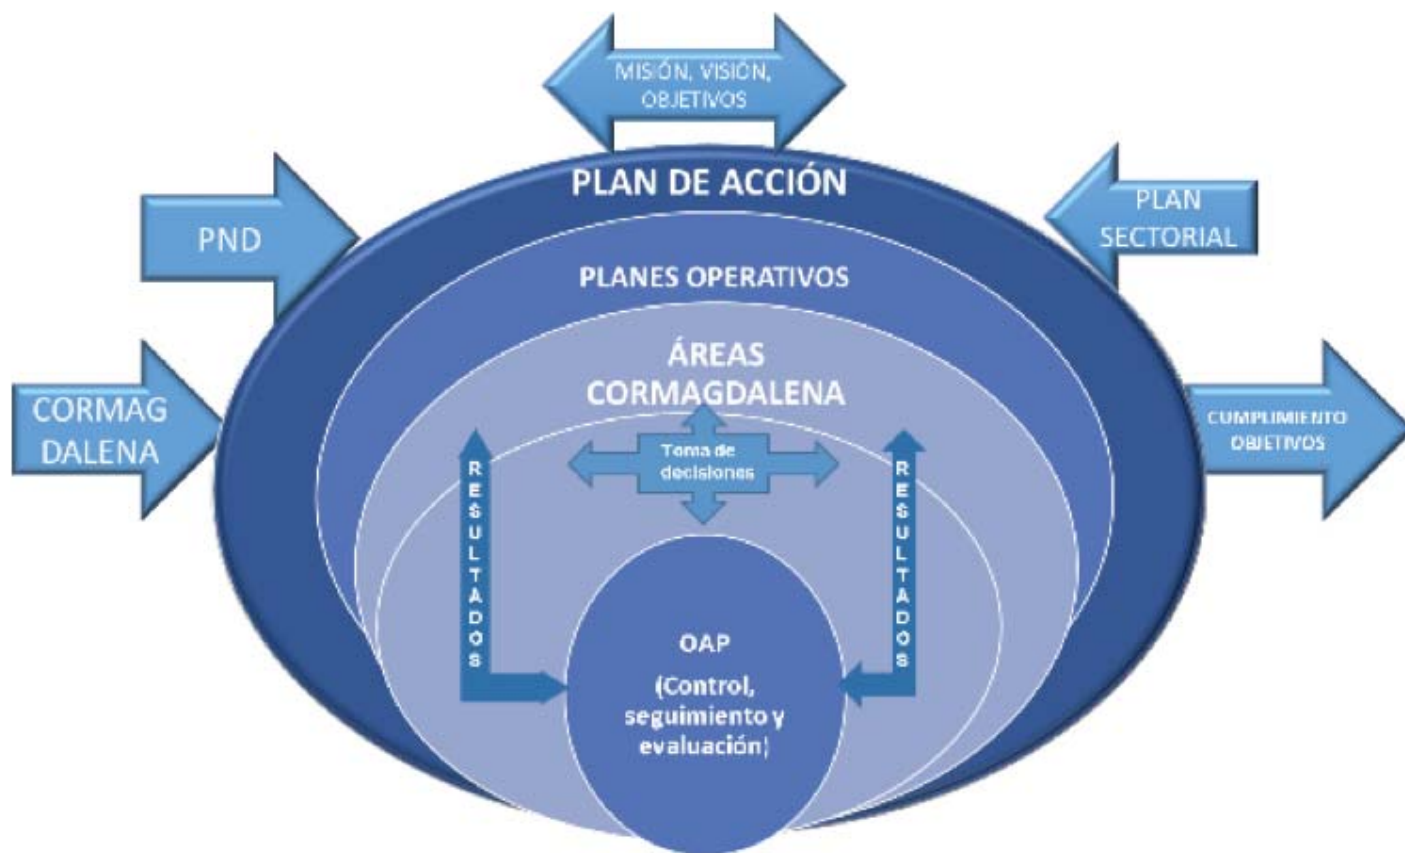 MISIÓN, VISIÓN,
OBJETIVOS
PLAN DE ACCIÓN
PND
PLAN
SECTORIAL
PLANES OPERATIVOS
ÁREAS
CORMAGDALENA
CORMAG
DALENA
CUMPLIMIENTO
OBJETIVOS
Toma de
decisiones
RESULTADOS
RESULTADOS
OAP
(Control,
seguimiento y
evaluación)